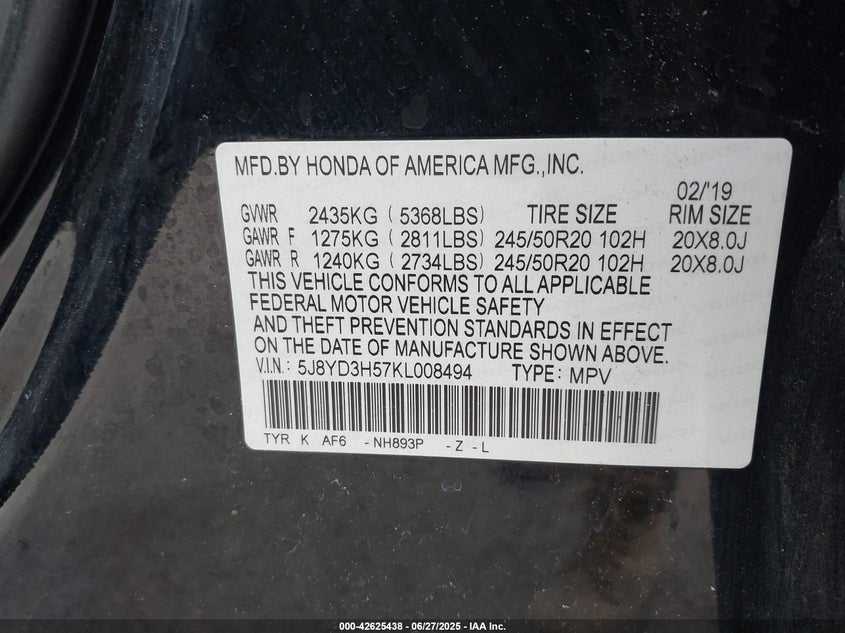 MFD.BY HONDA OF AMERICA MFG.,INC.
02/'19
GVWR 2435KG ( 5368LBS) TIRE SIZE RIM SIZE
GAWR F 1275KG ( 2811LBS) 245/50R20 102H 20X8.0J
GAWR R 1240KG ( 2734LBS) 245/50R20 102H 20X8.0J
THIS VEHICLE CONFORMS TO ALL APPLICABLE
FEDERAL MOTOR VEHICLE SAFETY
AND THEFT PREVENTION STANDARDS IN EFFECT
ON THE DATE OF MANUFACTURE SHOWN ABOVE.
V.I.N: 5J8YD3H57KL008494 TYPE: MPV
TYR K AF6 - NH893P - Z - L
000-42625438 - 06/27/2025 - IAA Inc.